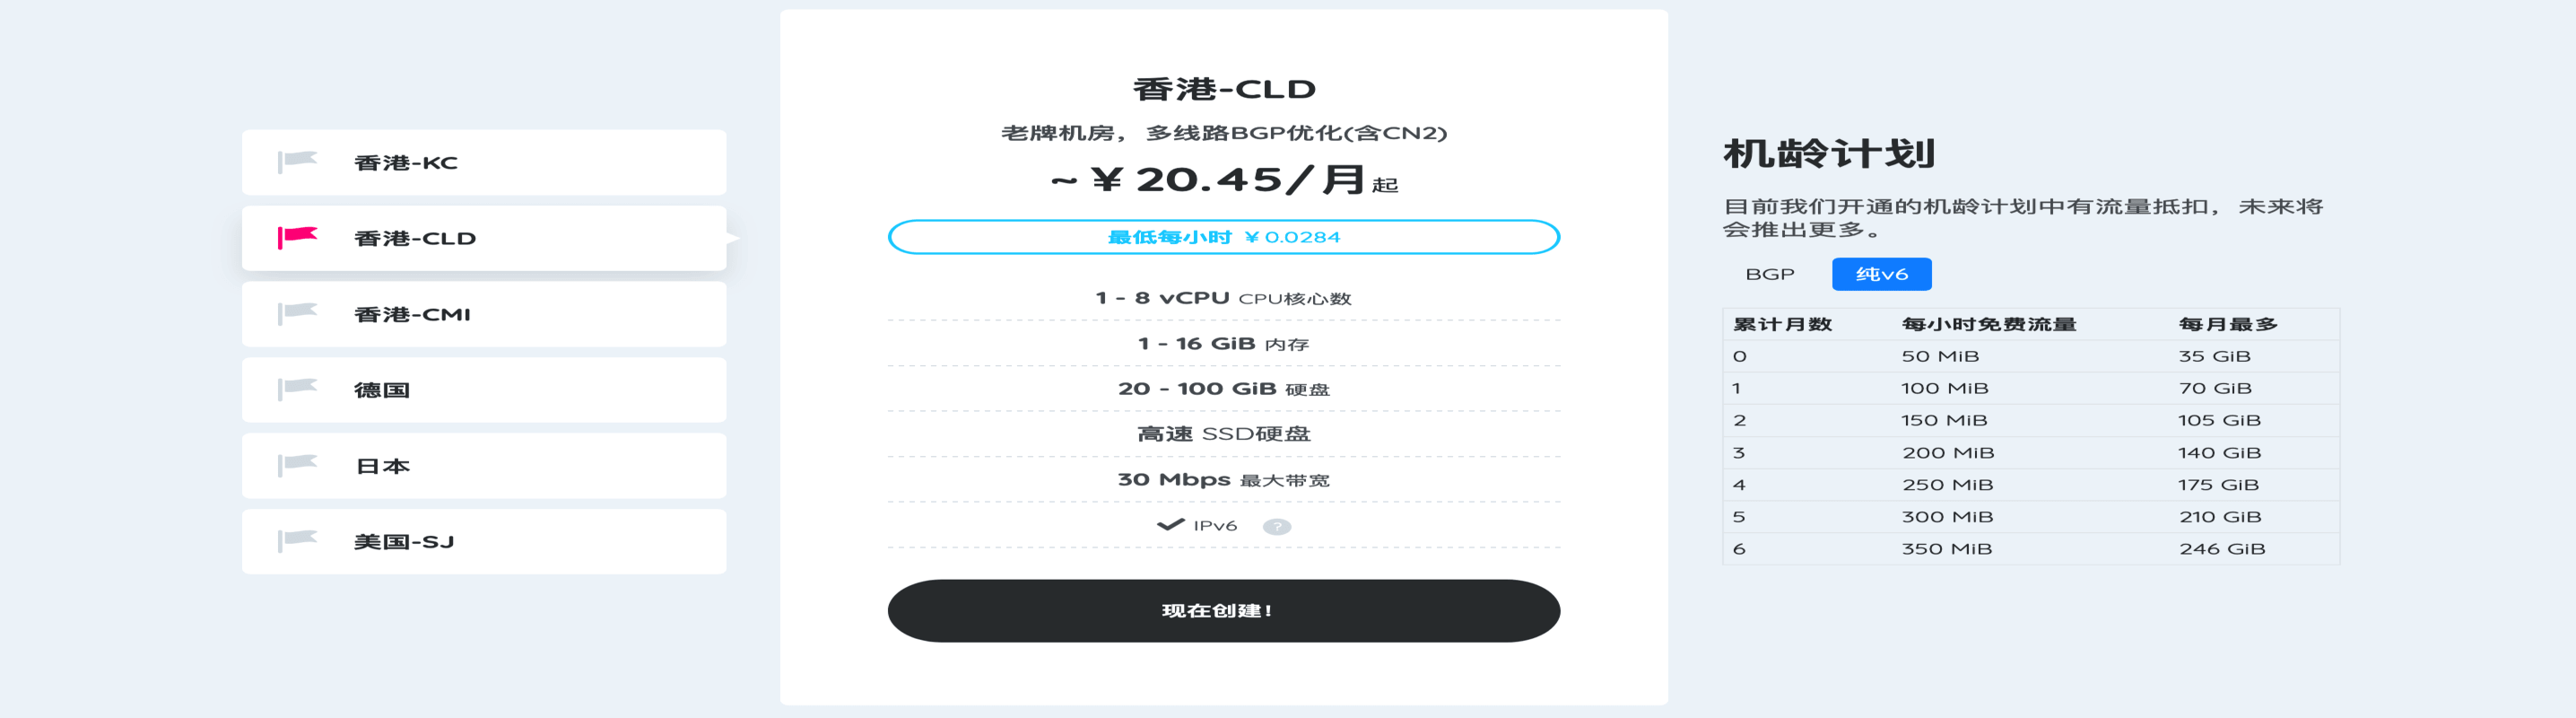 香港-KC
香港-CLD
香港-CMI
德国
日本
美国-SJ
香港-CLD
老牌机房，多线路BGP优化(含CN2)
~ ¥ 20.45/月起
最低每小时 ¥ 0.0284
1 - 8 vCPU CPU核心数
1 - 16 GiB 内存
20 - 100 GiB 硬盘
高速 SSD硬盘
30 Mbps 最大带宽
IPv6 ?
现在创建!
机龄计划
目前我们开通的机龄计划中有流量抵扣，未来将
会推出更多。
BGP 纯v6
累计月数 每小时免费流量 每月最多
0 50 MiB 35 GiB
1 100 MiB 70 GiB
2 150 MiB 105 GiB
3 200 MiB 140 GiB
4 250 MiB 175 GiB
5 300 MiB 210 GiB
6 350 MiB 246 GiB